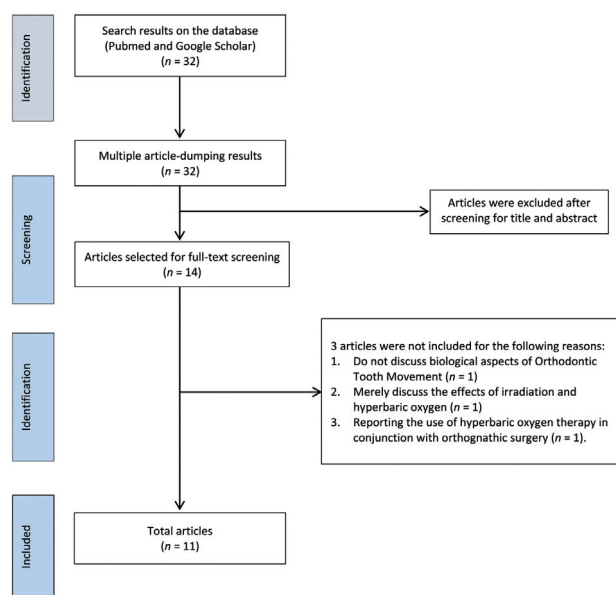 Identification
Search results on the database
(Pubmed and Google Scholar)
(n = 32)
Multiple article-dumping results
(n = 32)
Screening
Articles were excluded after
screening for title and abstract
Articles selected for full-text screening
(n = 14)
Identification
3 articles were not included for the following reasons:
1. Do not discuss biological aspects of Orthodontic
Tooth Movement (n = 1)
2. Merely discuss the effects of irradiation and
hyperbaric oxygen (n = 1)
3. Reporting the use of hyperbaric oxygen therapy in
conjunction with orthognathic surgery (n = 1).
Included
Total articles
(n = 11)